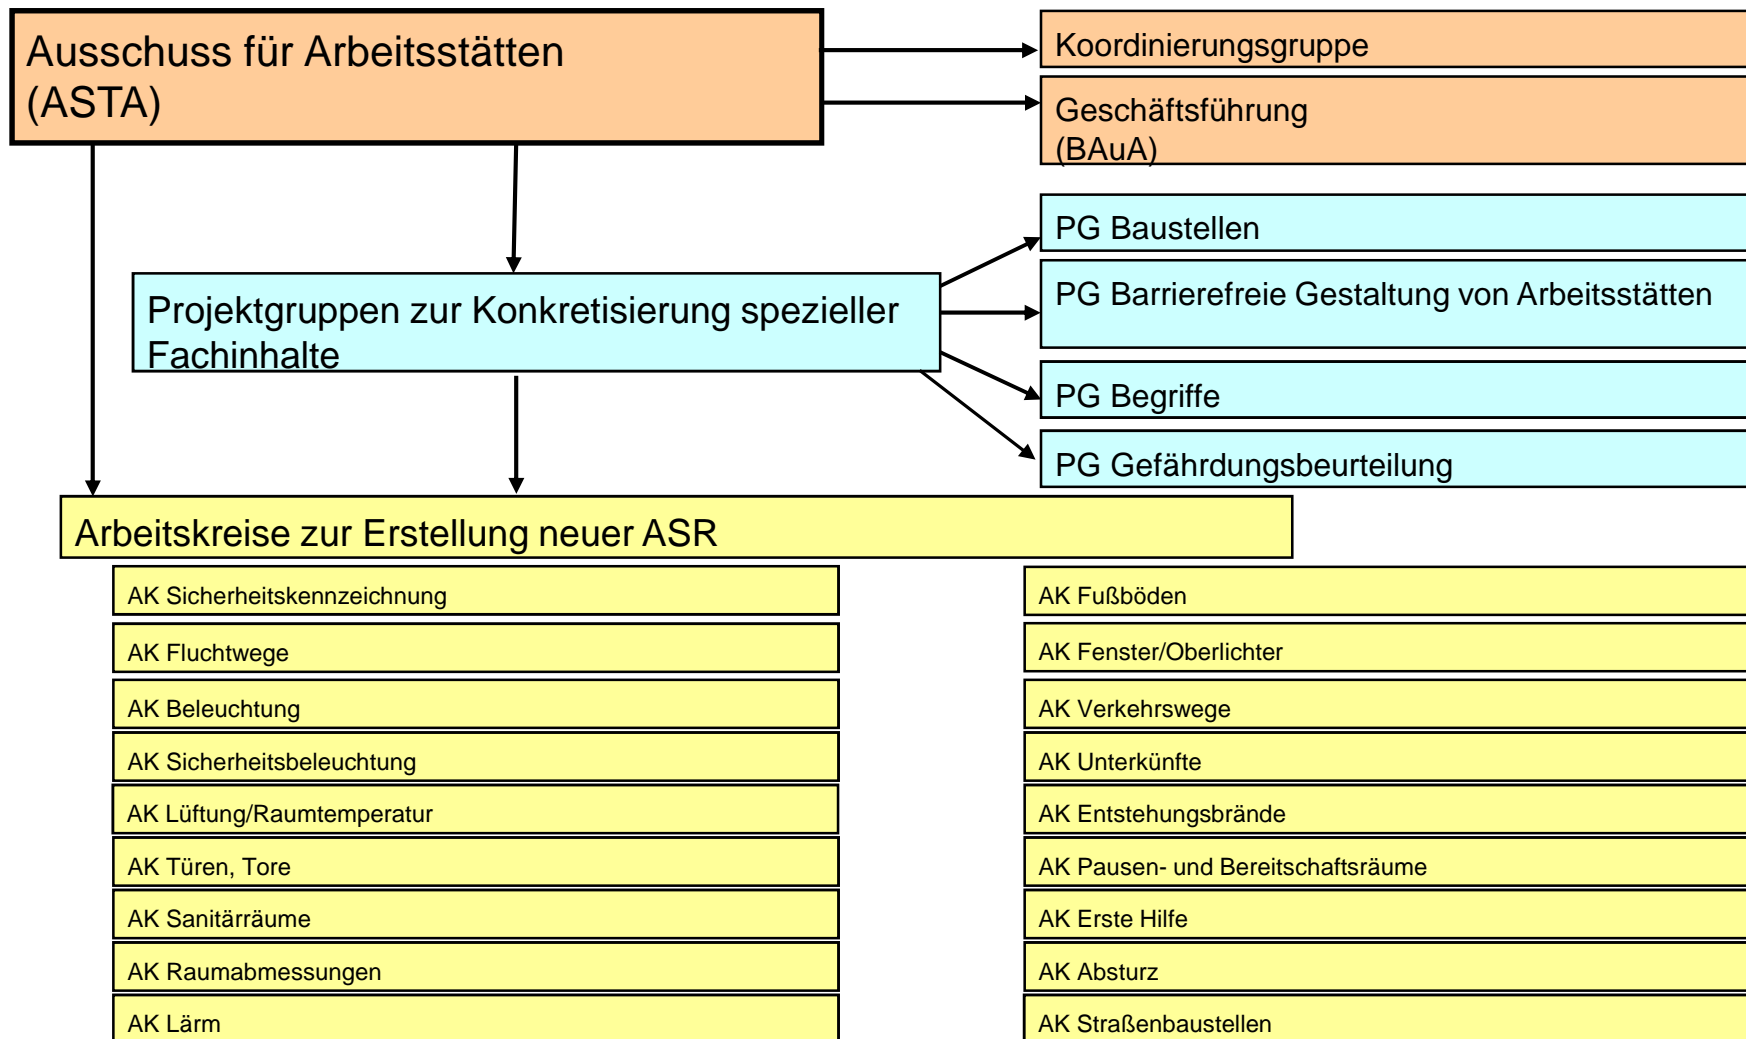 Ausschuss für Arbeitsstätten
(ASTA)
Koordinierungsgruppe
Geschäftsführung
(BAuA)
Projektgruppen zur Konkretisierung spezieller
Fachinhalte
PG Baustellen
PG Barrierefreie Gestaltung von Arbeitsstätten
PG Begriffe
PG Gefährdungsbeurteilung
Arbeitskreise zur Erstellung neuer ASR
AK Sicherheitskennzeichnung
AK Fluchtwege
AK Beleuchtung
AK Sicherheitsbeleuchtung
AK Lüftung/Raumtemperatur
AK Türen, Tore
AK Sanitärräume
AK Raumabmessungen
AK Lärm
AK Fußböden
AK Fenster/Oberlichter
AK Verkehrswege
AK Unterkünfte
AK Entstehungsbrände
AK Pausen- und Bereitschaftsräume
AK Erste Hilfe
AK Absturz
AK Straßenbaustellen